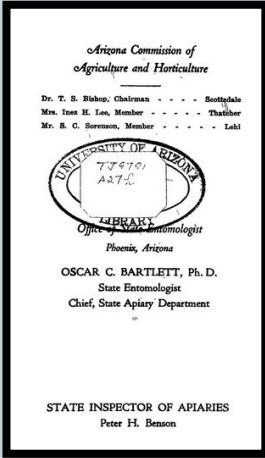 Arizona Commission of
Agriculture and Horticulture
Dr. T. S. Bishop, Chairman - - - - Scottsdale
Mrs. Inez H. Lee, Member - - - - - Thatcher
Mr. S. C. Sorenson, Member - - - - - Lehi
UNIVERSITY OF ARIZONA
LIBRARY
Office of State Entomologist
Phoenix, Arizona
OSCAR C. BARTLETT, Ph. D.
State Entomologist
Chief, State Apiary Department
STATE INSPECTOR OF APIARIES
Peter H. Benson